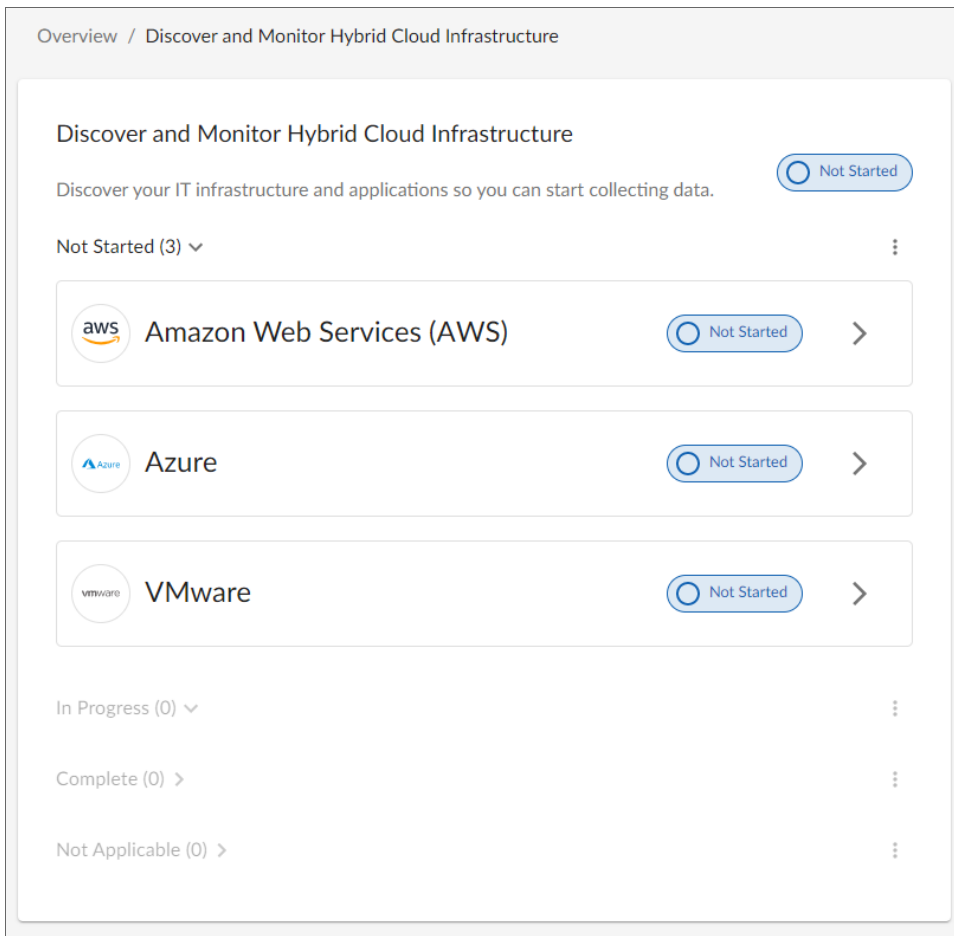 Overview / Discover and Monitor Hybrid Cloud Infrastructure
Discover and Monitor Hybrid Cloud Infrastructure
Not Started
Discover your IT infrastructure and applications so you can start collecting data.
Not Started (3)
aws Amazon Web Services (AWS) Not Started
Azure Azure Not Started
vmware VMware Not Started
In Progress (0)
Complete (0)
Not Applicable (0)